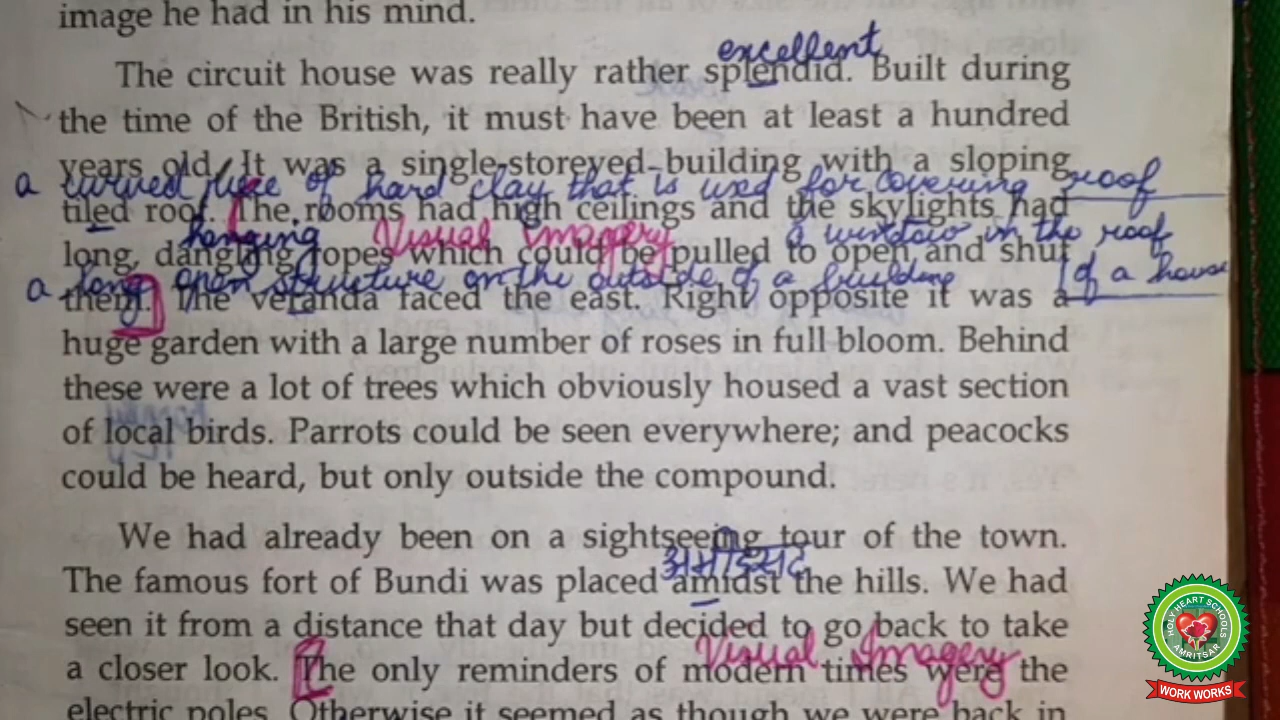 image he had in his mind.
excellent
The circuit house was really rather splendid. Built during
the time of the British, it must have been at least a hundred
years old. It was a single-storeyed building with a sloping
a curved piece of hard clay that is used for covering roof
tiled roof. The rooms had high ceilings and the skylights had
hanging Visual Imagery a window in the roof
long, dangling ropes which could be pulled to open and shut
of a house
a long open structure on the outside of a building
them. The veranda faced the east. Right opposite it was a
huge garden with a large number of roses in full bloom. Behind
these were a lot of trees which obviously housed a vast section
of local birds. Parrots could be seen everywhere; and peacocks
could be heard, but only outside the compound.
We had already been on a sightseeing tour of the town.
The famous fort of Bundi was placed amidst the hills. We had
seen it from a distance that day but decided to go back to take
Visual Imagery
a closer look. The only reminders of modern times were the
electric poles. Otherwise it seemed as though we were back in
HOLY HEART SCHOOLS
AMRITSAR
WORK WORKS